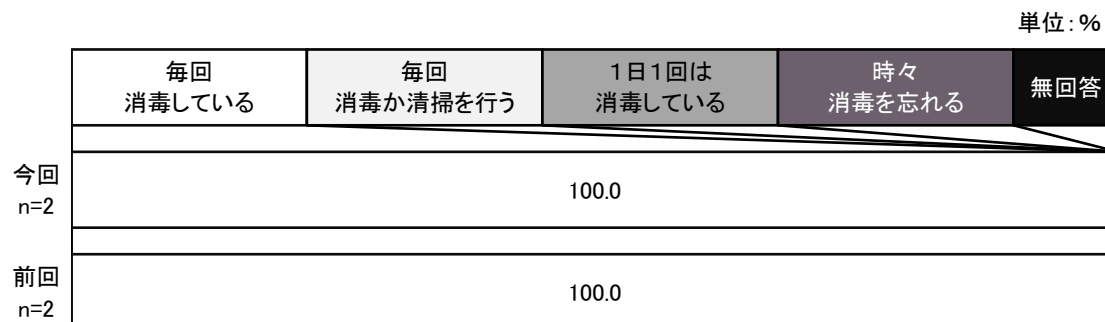 単位：％
毎回
消毒している
毎回
消毒か清掃を行う
１日１回は
消毒している
時々
消毒を忘れる
無回答
今回
n=2
100.0
前回
n=2
100.0